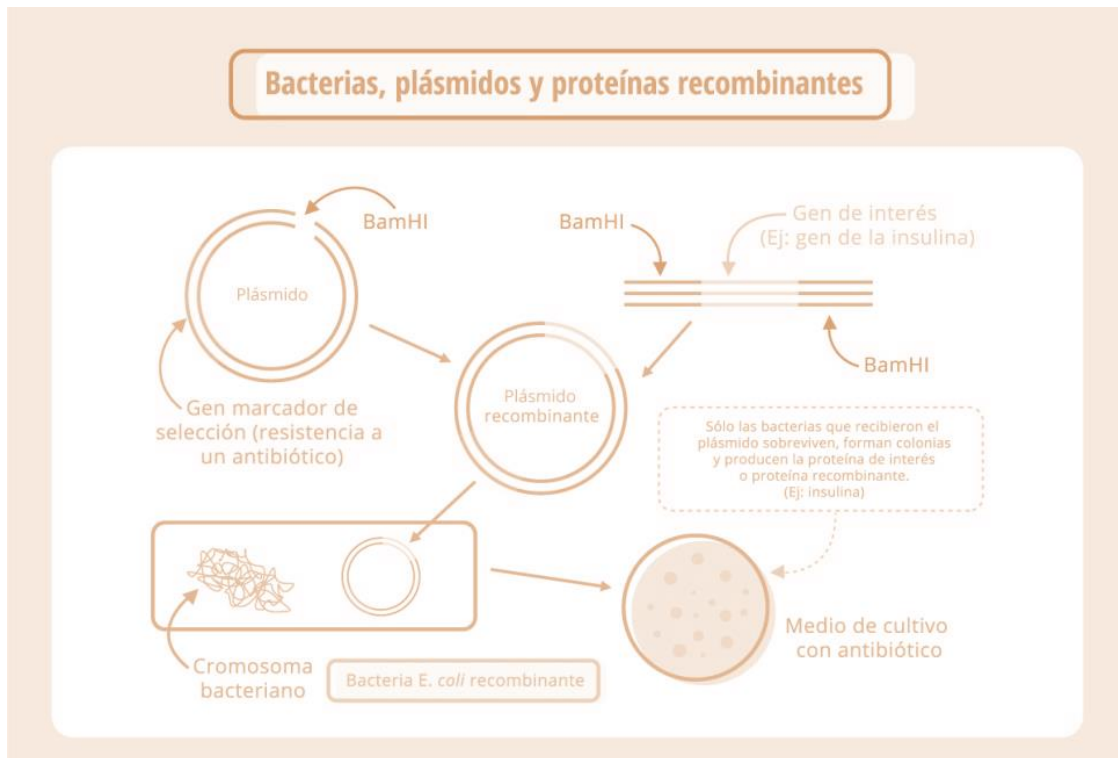 Bacterias, plásmidos y proteínas recombinantes
BamHI
Plásmido
Gen marcador de
selección (resistencia a
un antibiótico)
BamHI
Gen de interés
(Ej: gen de la insulina)
BamHI
Plásmido
recombinante
Sólo las bacterias que recibieron el
plásmido sobreviven, forman colonias
y producen la proteína de interés
o proteína recombinante.
(Ej: insulina)
Cromosoma
bacteriano
Bacteria E. coli recombinante
Medio de cultivo
con antibiótico